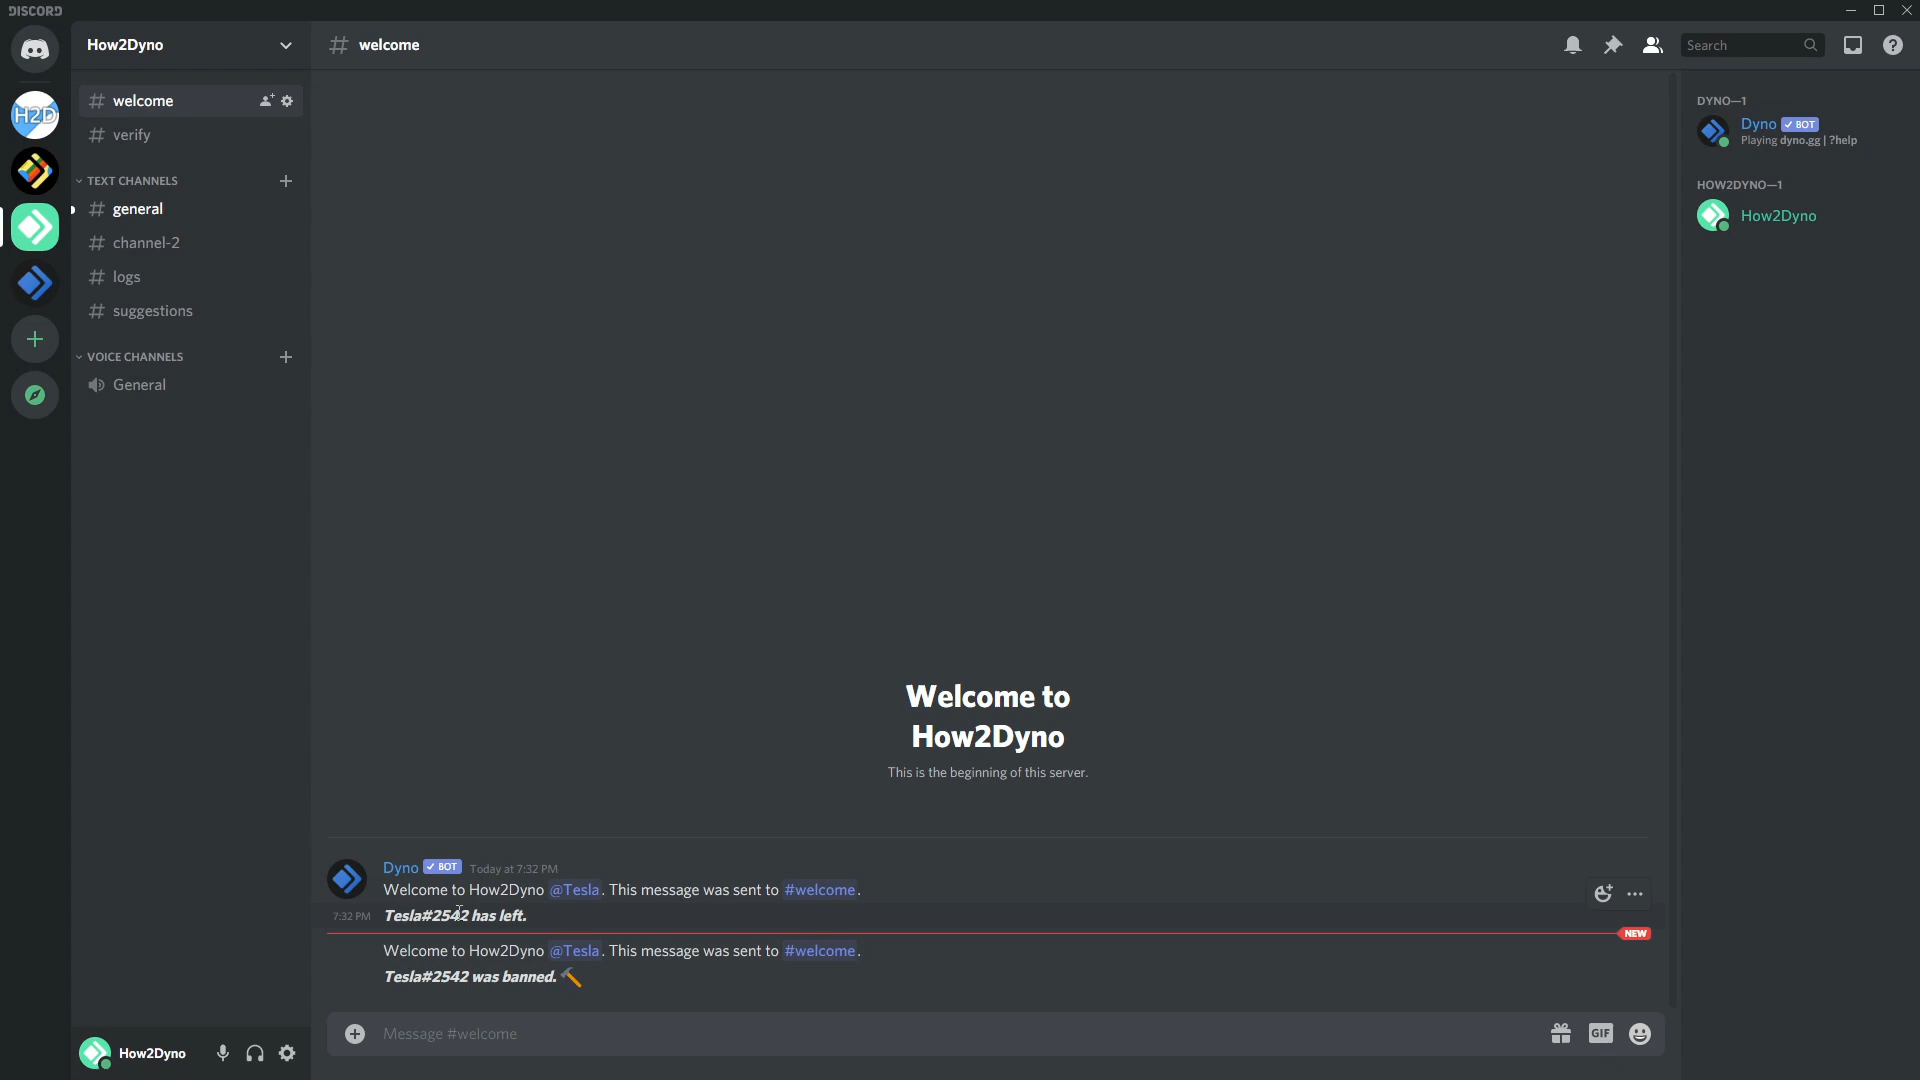 DISCORD
How2Dyno
welcome
Search
H2D
welcome
verify
TEXT CHANNELS
general
channel-2
logs
suggestions
VOICE CHANNELS
General
DYNO—1
Dyno BOT
Playing dyno.gg | ?help
HOW2DYNO—1
How2Dyno
Welcome to
How2Dyno
This is the beginning of this server.
Dyno BOT Today at 7:32 PM
Welcome to How2Dyno @Tesla. This message was sent to #welcome.
7:32 PM Tesla#2542 has left.
NEW
Welcome to How2Dyno @Tesla. This message was sent to #welcome.
Tesla#2542 was banned.
Message #welcome
GIF
How2Dyno